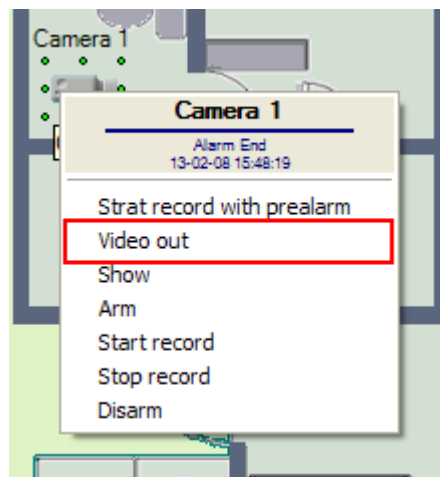 Camera 1
Camera 1
Alarm End
13-02-08 15:48:19
Strat record with prealarm
Video out
Show
Arm
Start record
Stop record
Disarm